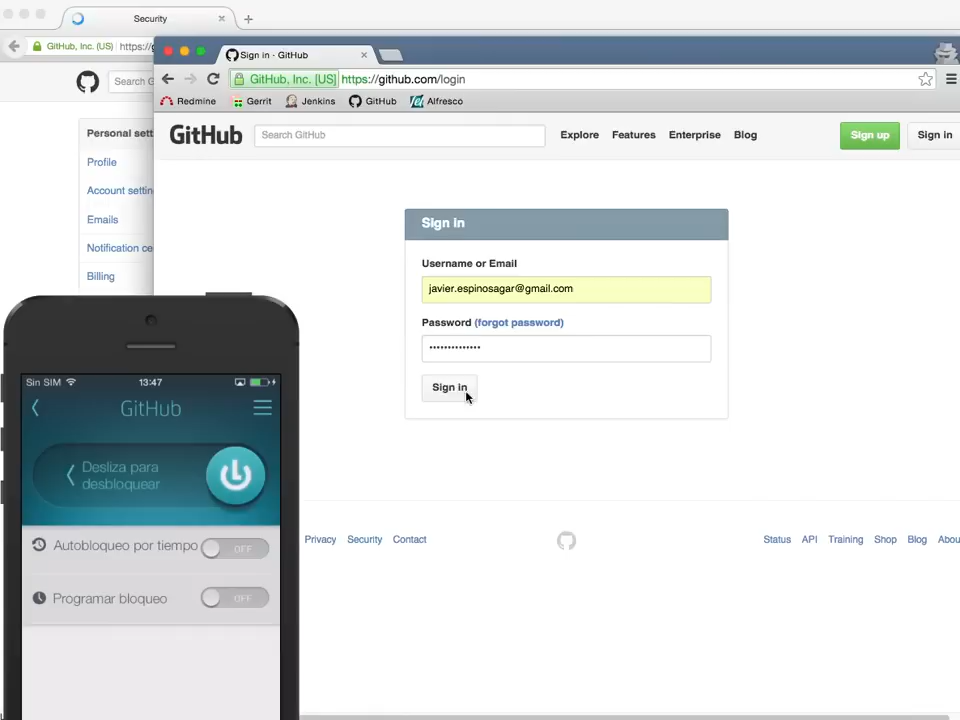 Security
GitHub, Inc. (US) https://g
Search G
Personal sett
Profile
Account settin
Emails
Notification ce
Billing
Sign in · GitHub
GitHub, Inc. [US] https://github.com/login
Redmine Gerrit Jenkins GitHub Alfresco
GitHub Search GitHub Explore Features Enterprise Blog Sign up Sign in
Sign in
Username or Email
javier.espinosagar@gmail.com
Password (forgot password)
Sign in
Privacy Security Contact Status API Training Shop Blog Abou
Sin SIM 13:47
GitHub
Desliza para
desbloquear
Autobloqueo por tiempo OFF
Programar bloqueo OFF